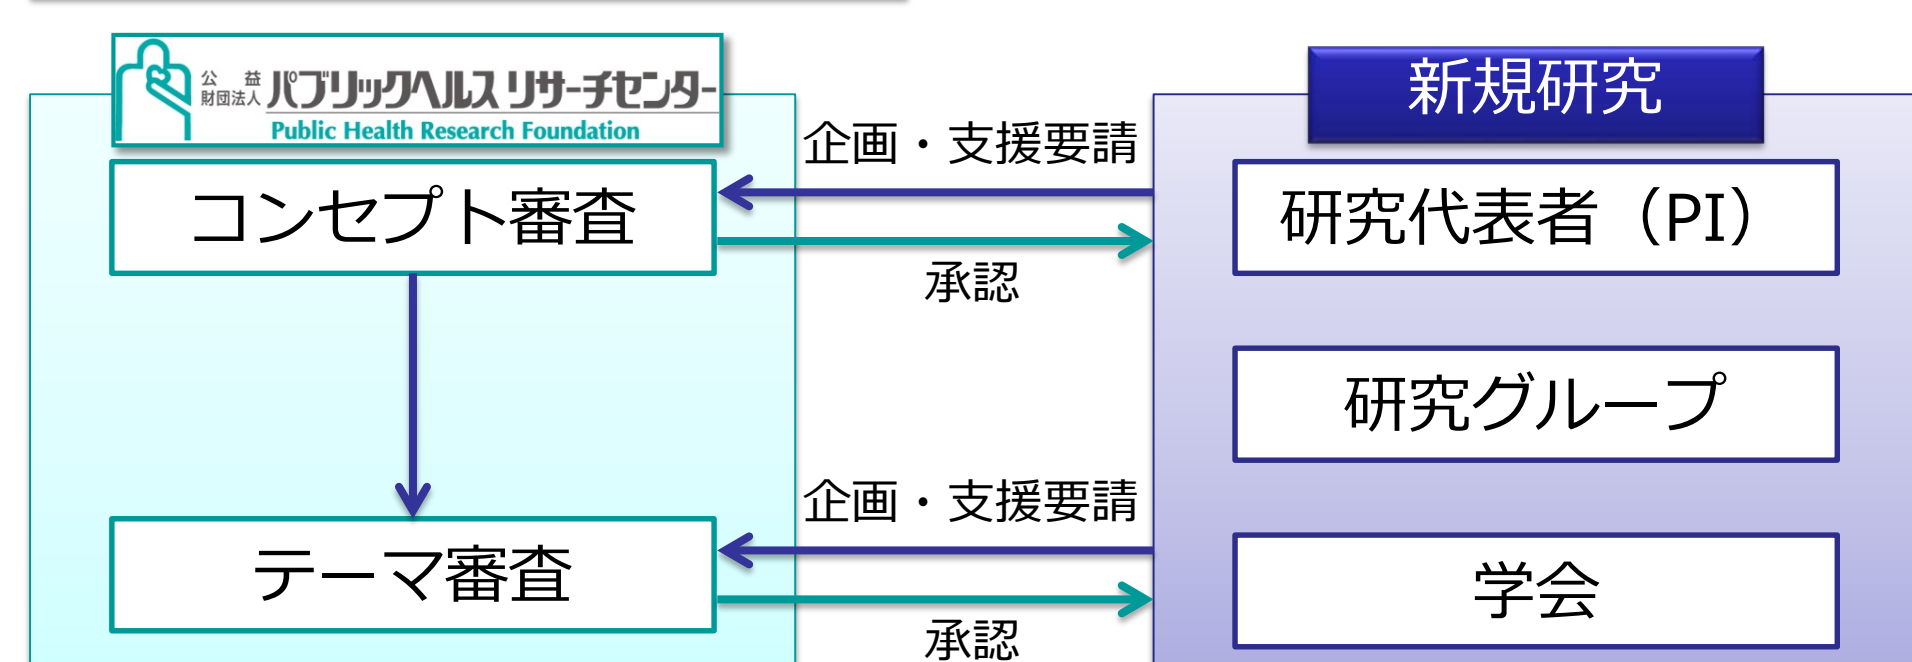 公益
財団法人
パブリックヘルス リサーチセンター
Public Health Research Foundation
コンセプト審査
テーマ審査
企画・支援要請
承認
企画・支援要請
承認
新規研究
研究代表者（PI）
研究グループ
学会